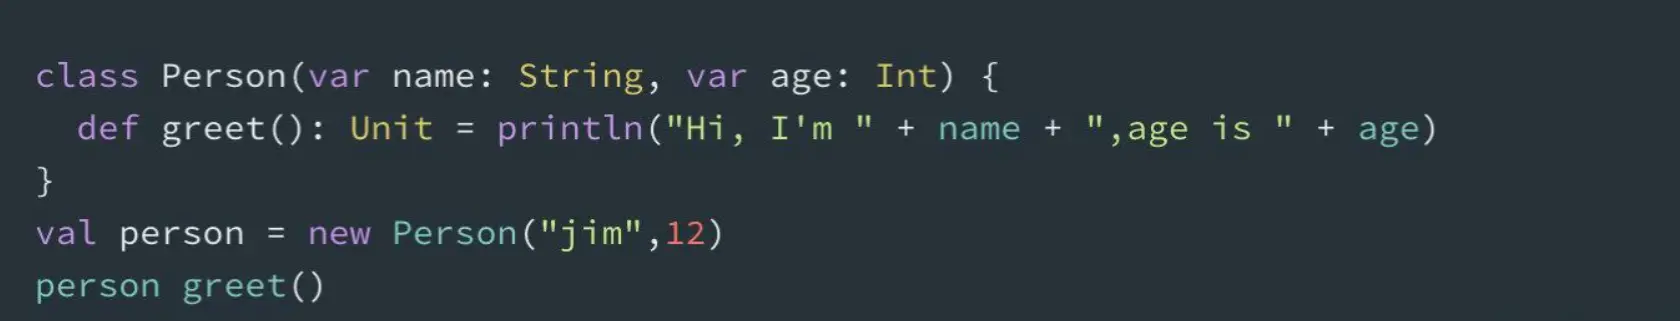 class Person(var name: String, var age: Int) {
  def greet(): Unit = println("Hi, I'm " + name + ",age is " + age)
}
val person = new Person("jim",12)
person greet()